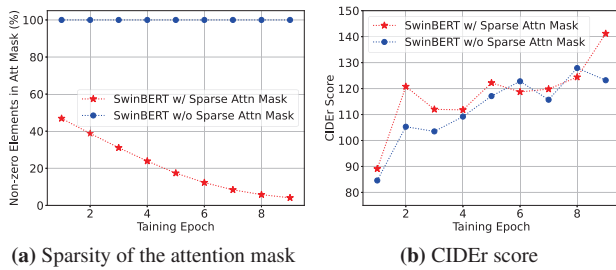 100
80
60
40
20
0
Non-zero Elements in Att Mask (%)
SwinBERT w/ Sparse Attn Mask
SwinBERT w/o Sparse Attn Mask
2 4 6 8
Taining Epoch
(a) Sparsity of the attention mask
150
140
130
120
110
100
90
80
CIDEr Score
SwinBERT w/ Sparse Attn Mask
SwinBERT w/o Sparse Attn Mask
2 4 6 8
Taining Epoch
(b) CIDEr score